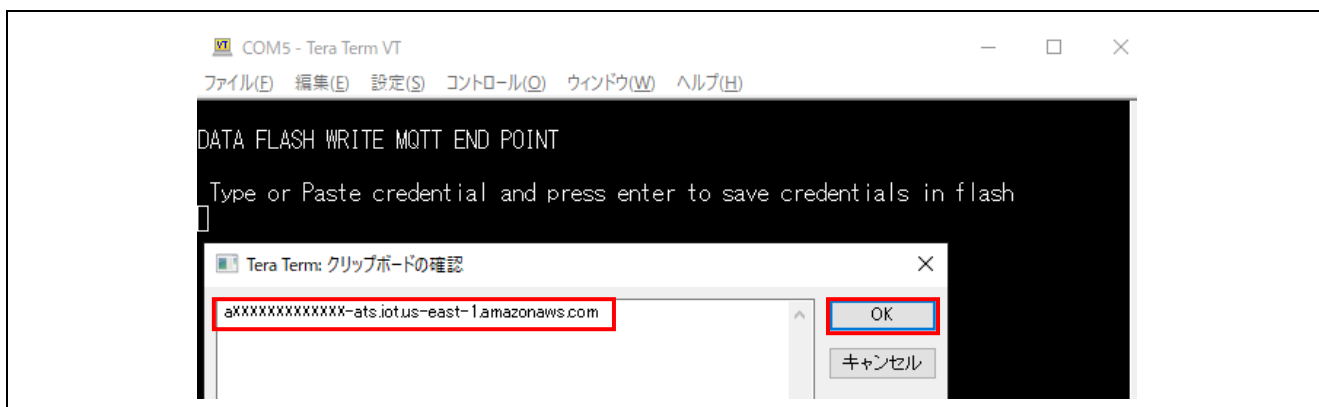 COM5 - Tera Term VT
ファイル(F) 編集(E) 設定(S) コントロール(O) ウィンドウ(W) ヘルプ(H)
DATA FLASH WRITE MQTT END POINT
Type or Paste credential and press enter to save credentials in flash
Tera Term: クリップボードの確認
aXXXXXXXXXXXXX-ats.iot.us-east-1.amazonaws.com
OK
キャンセル